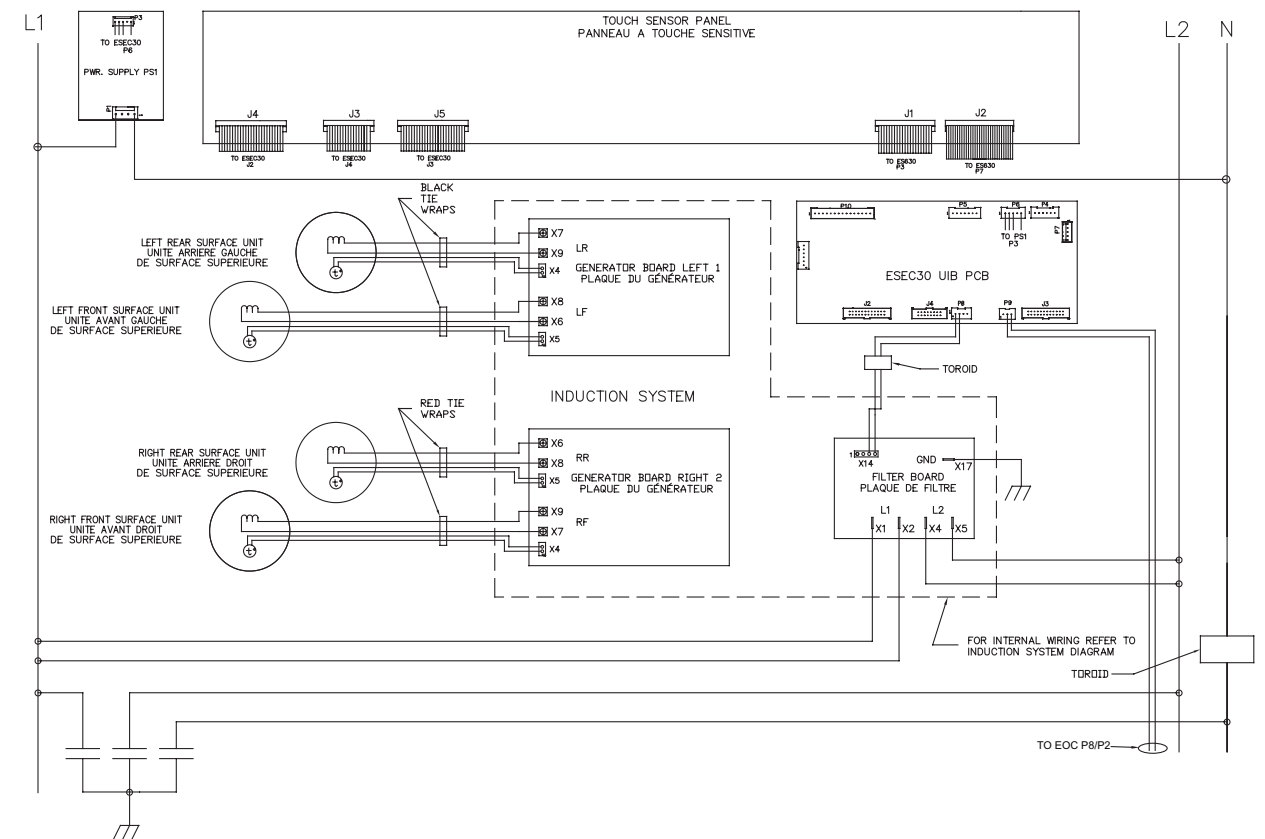 L1
P3
TO ESEC30
P6
PWR. SUPPLY PS1
P1
1
TOUCH SENSOR PANEL
PANNEAU A TOUCHE SENSITIVE
L2
N
J4
TO ESEC30
J2
J3
TO ESEC30
J4
J5
TO ESEC30
J3
J1
TO ES630
P3
J2
TO ES630
P7
BLACK
TIE
WRAPS
LEFT REAR SURFACE UNIT
UNITE ARRIERE GAUCHE
DE SURFACE SUPERIEURE
t
LEFT FRONT SURFACE UNIT
UNITE AVANT GAUCHE
DE SURFACE SUPERIEURE
t
X7
LR
X9
GENERATOR BOARD LEFT 1
X4
PLAQUE DU GÉNÉRATEUR
X8
LF
X6
X5
P10
P5
P6
P4
TO PS1
P3
P7
ESEC30 UIB PCB
J2
J4
P8
P9
J3
TOROID
INDUCTION SYSTEM
RED TIE
WRAPS
RIGHT REAR SURFACE UNIT
UNITE ARRIERE DROIT
DE SURFACE SUPERIEURE
t
RIGHT FRONT SURFACE UNIT
UNITE AVANT DROIT
DE SURFACE SUPERIEURE
t
X6
RR
X8
GENERATOR BOARD RIGHT 2
X5
PLAQUE DU GÉNÉRATEUR
X9
RF
X7
X4
1
X14
GND
X17
FILTER BOARD
PLAQUE DE FILTRE
L1
L2
X1
X2
X4
X5
FOR INTERNAL WIRING REFER TO
INDUCTION SYSTEM DIAGRAM
TOROID
TO EOC P8/P2